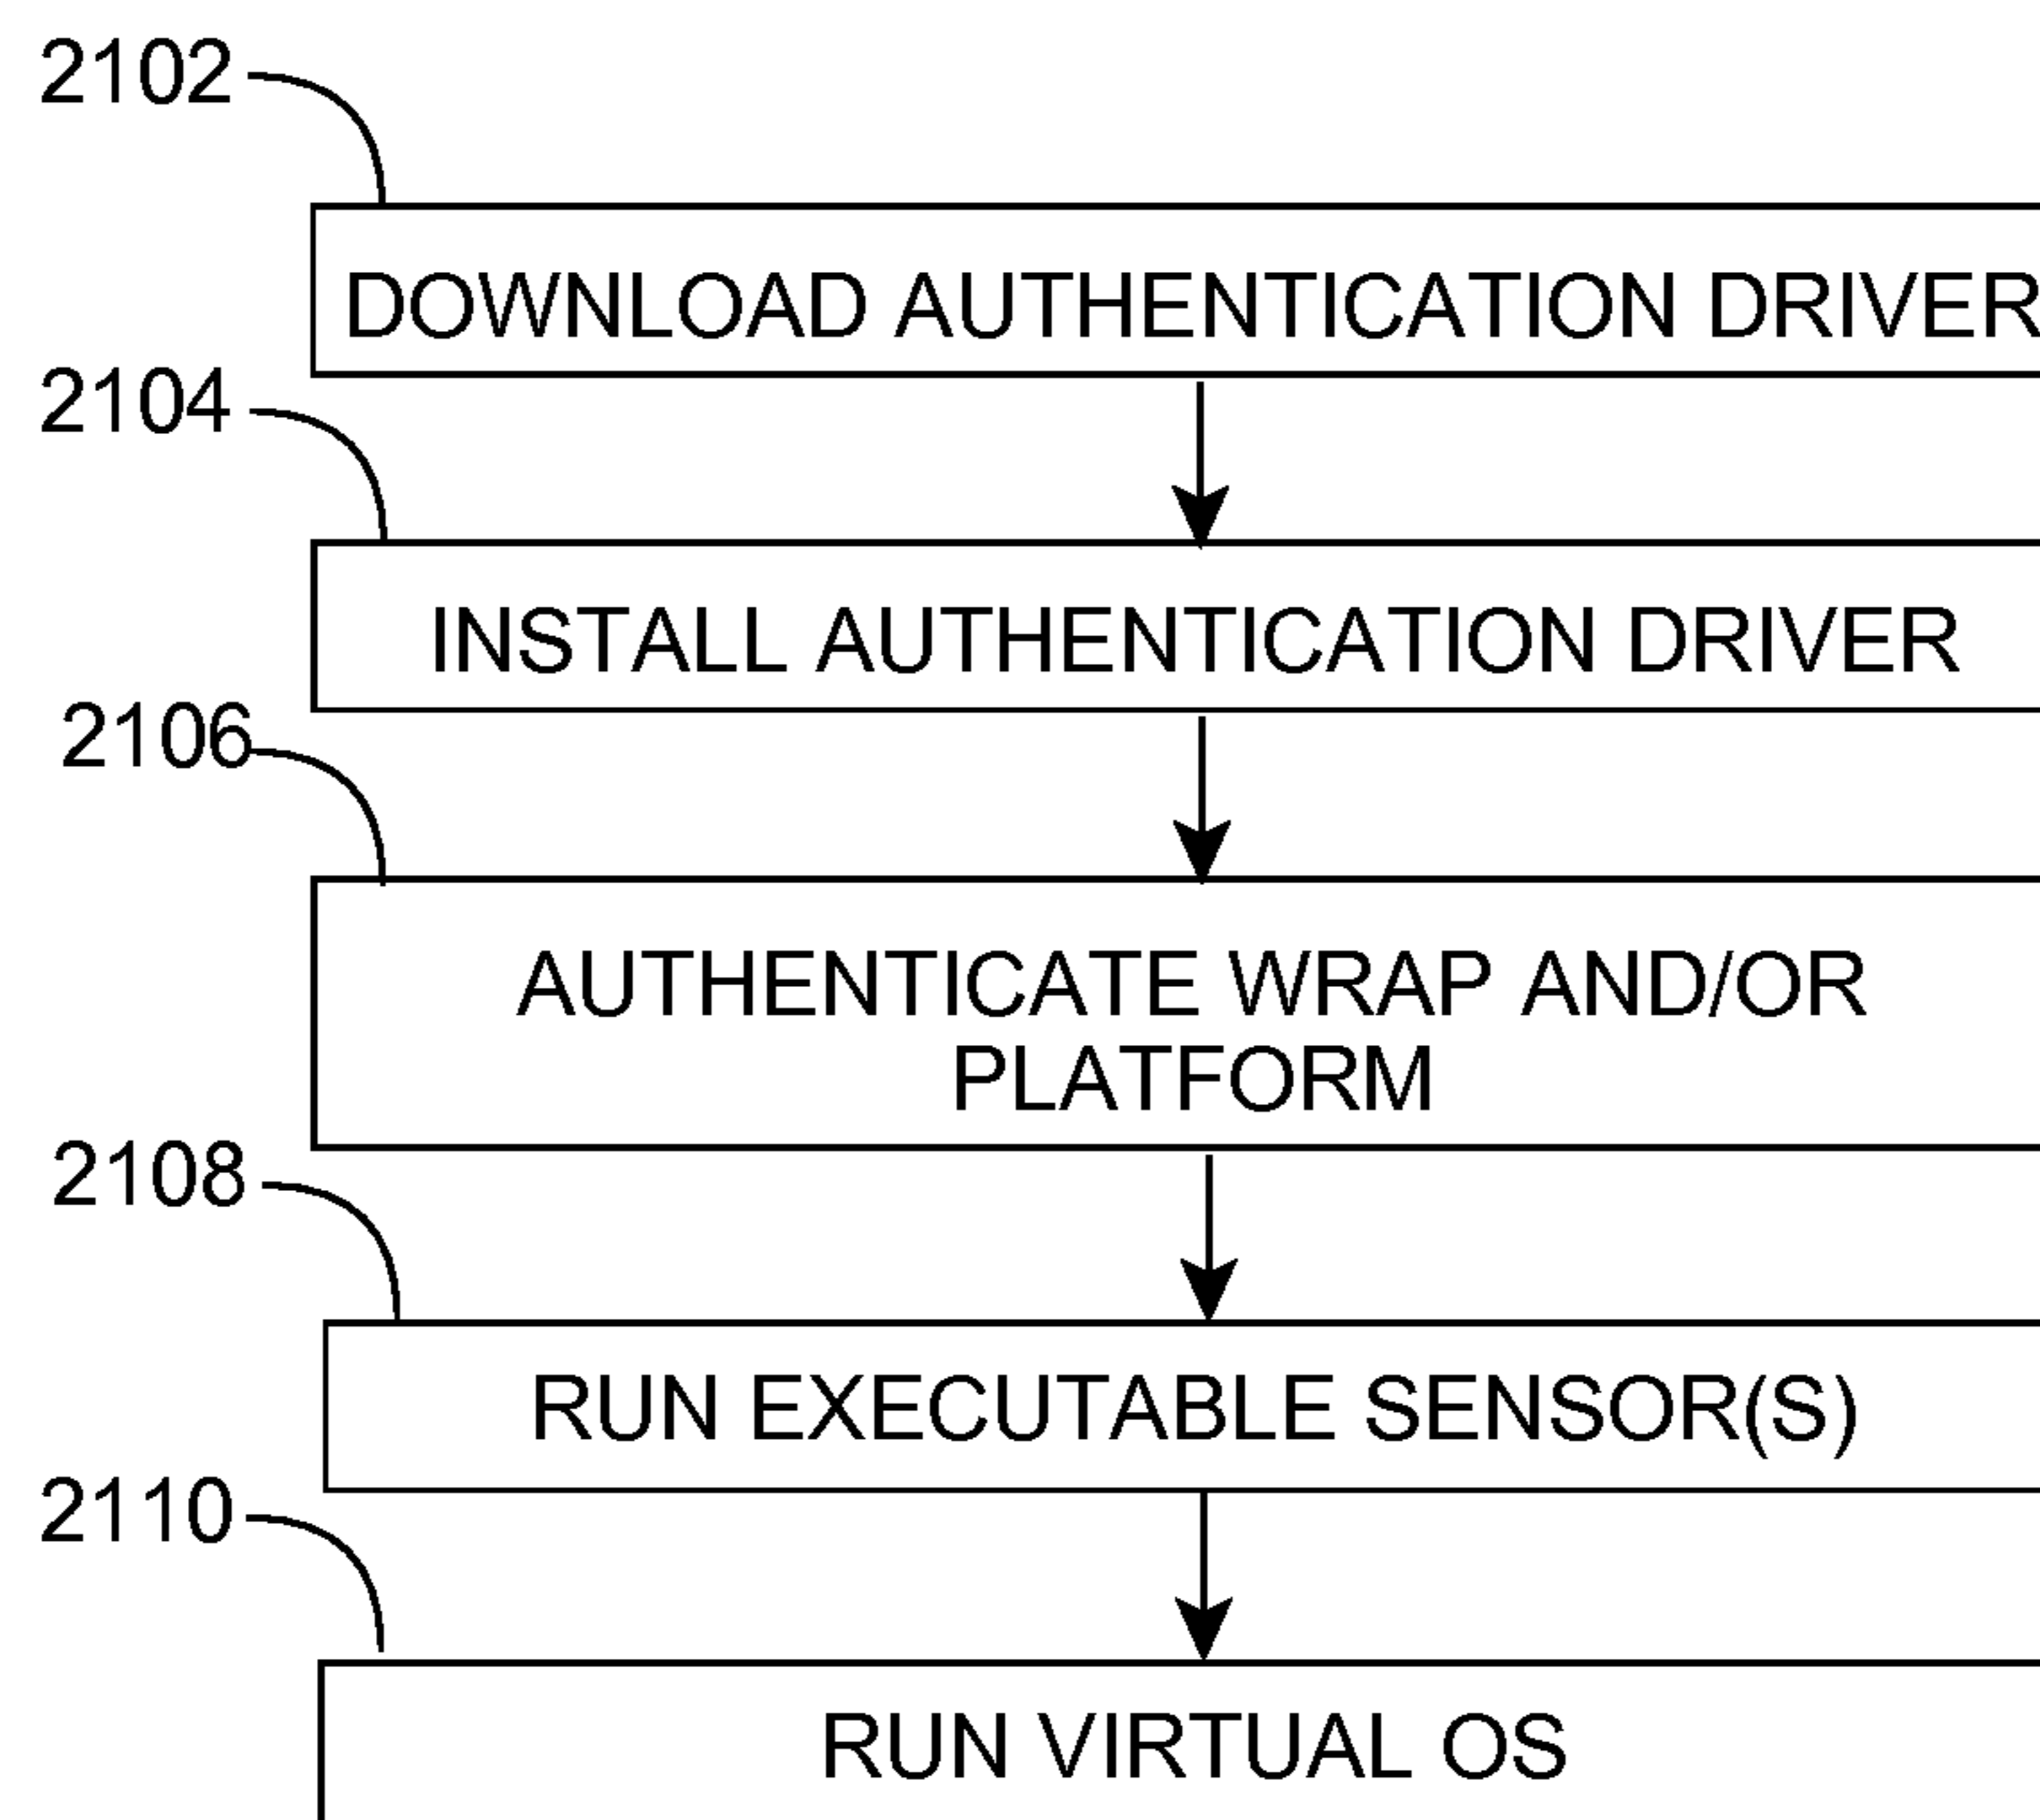 2102
DOWNLOAD AUTHENTICATION DRIVER
2104
INSTALL AUTHENTICATION DRIVER
2106
AUTHENTICATE WRAP AND/OR
PLATFORM
2108
RUN EXECUTABLE SENSOR(S)
2110
RUN VIRTUAL OS